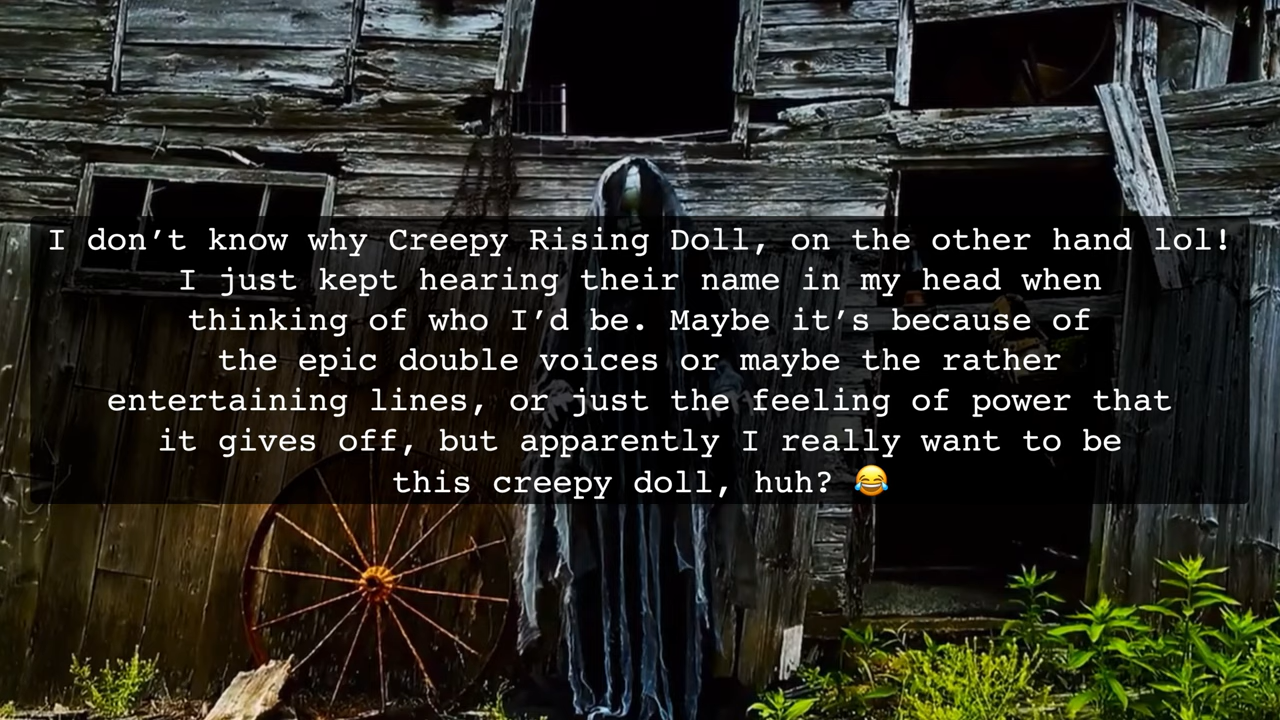 I don’t know why Creepy Rising Doll, on the other hand lol!
I just kept hearing their name in my head when
thinking of who I’d be. Maybe it’s because of
the epic double voices or maybe the rather
entertaining lines, or just the feeling of power that
it gives off, but apparently I really want to be
this creepy doll, huh? 😂